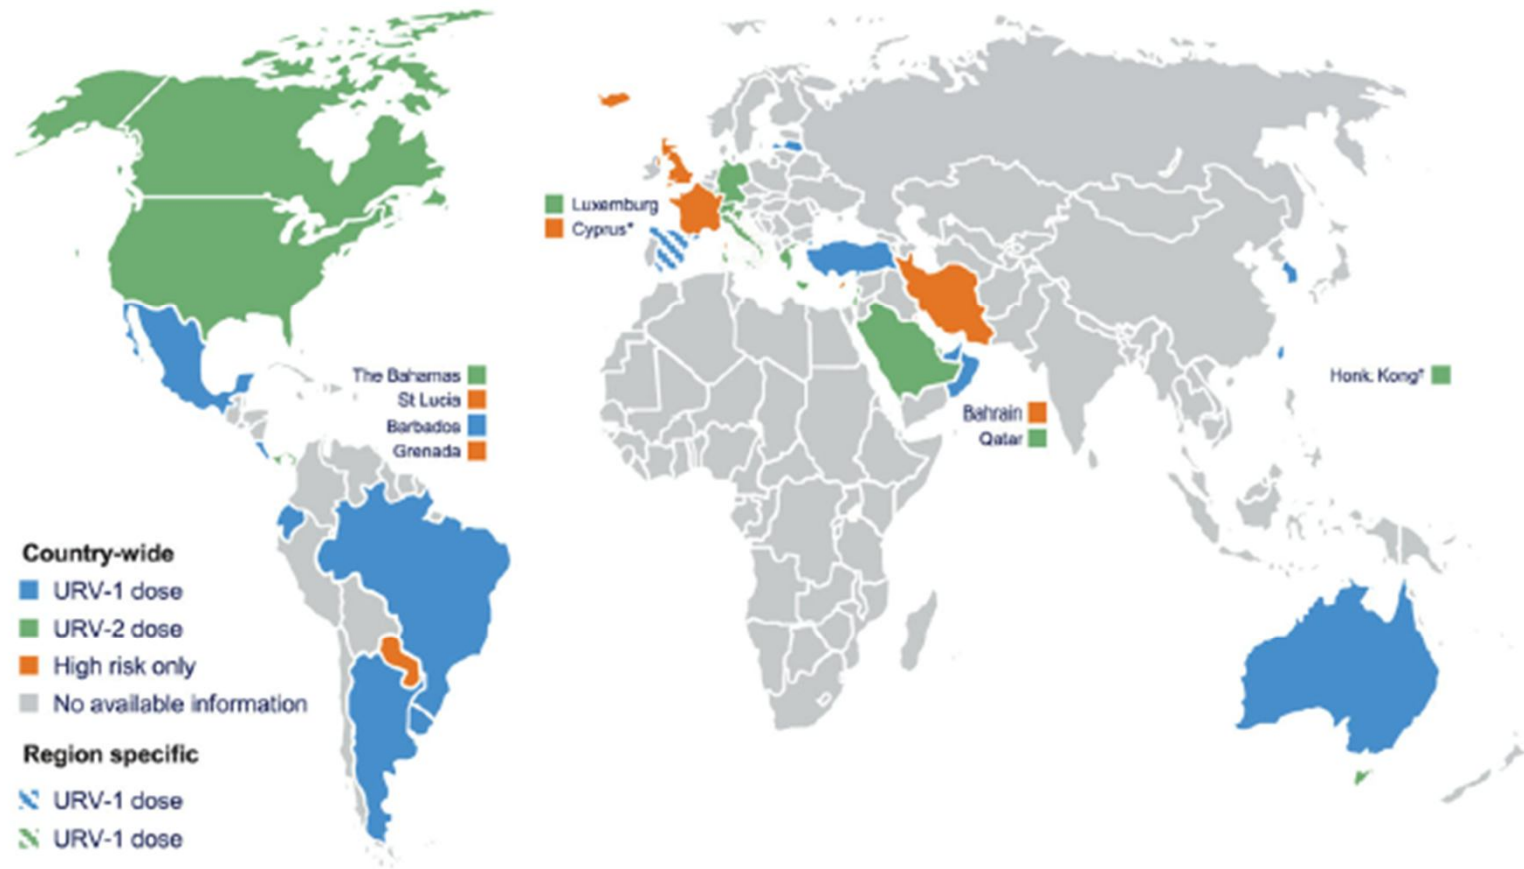 Luxemburg
Cyprus*
The Bahamas
St Lucia
Barbados
Grenada
Honk: Kong*
Bahrain
Qatar
Country-wide
URV-1 dose
URV-2 dose
High risk only
No available information
Region specific
URV-1 dose
URV-1 dose